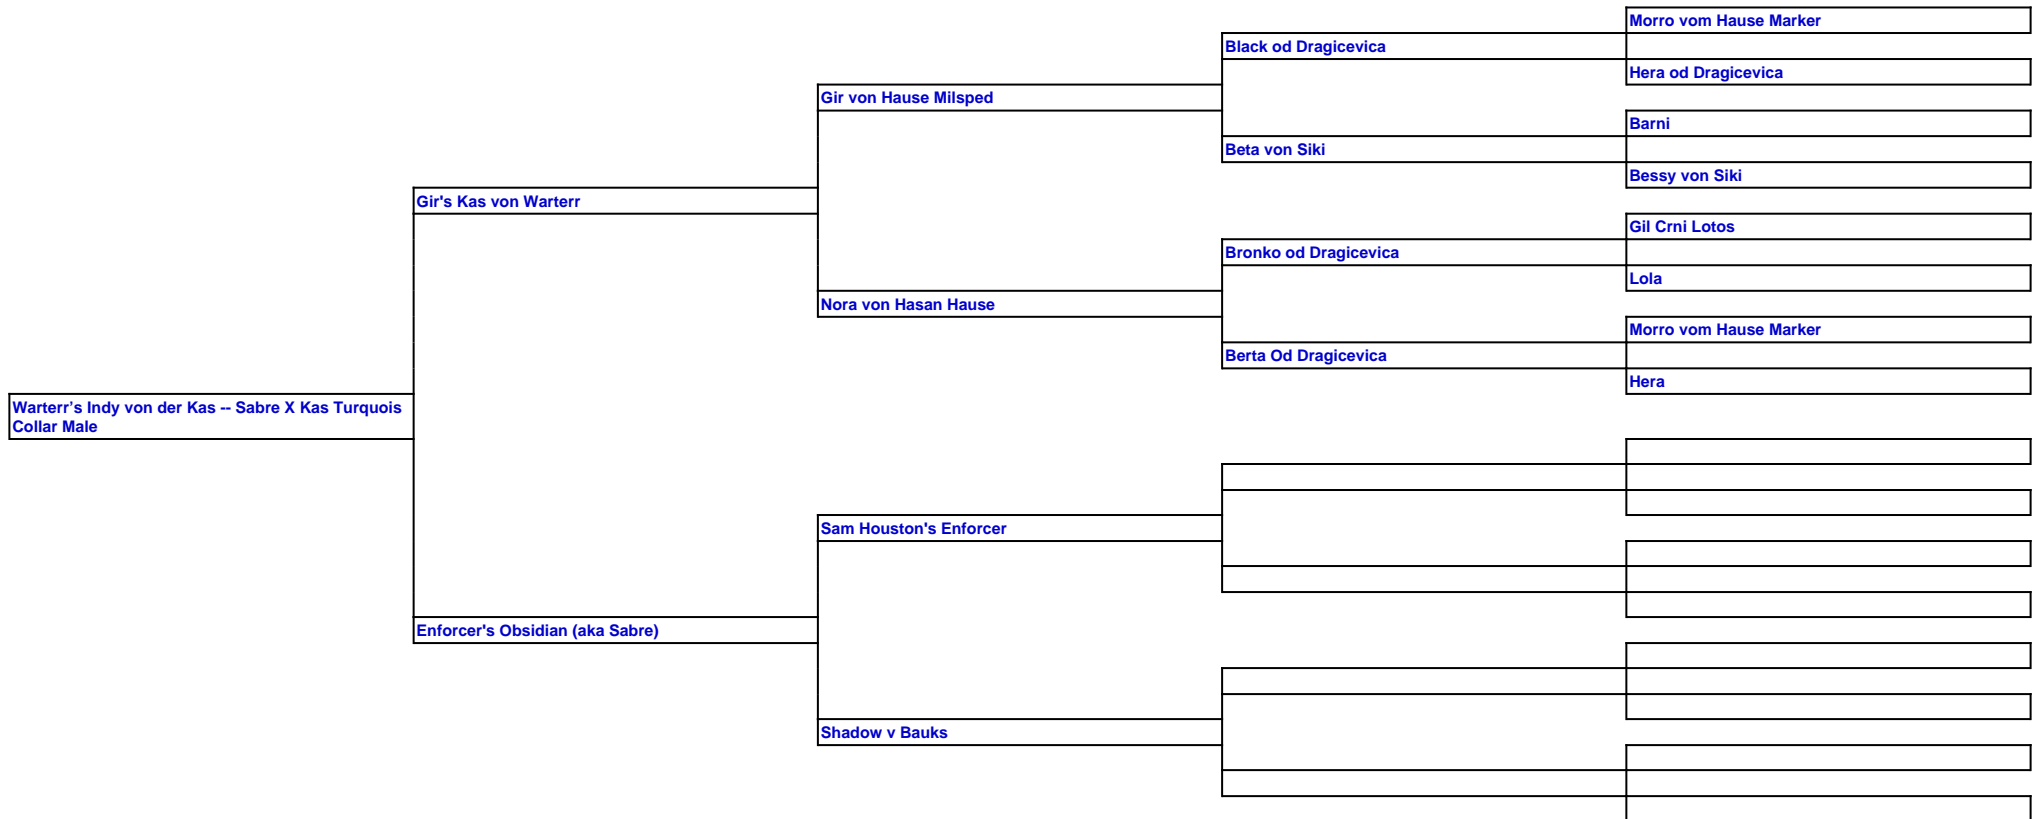 Morro vom Hause Marker
Black od Dragicevica
Hera od Dragicevica
Gir von Hause Milsped
Barni
Beta von Siki
Bessy von Siki
Gir's Kas von Warterr
Gil Crni Lotos
Bronko od Dragicevica
Lola
Nora von Hasan Hause
Morro vom Hause Marker
Berta Od Dragicevica
Hera
Warterr’s Indy von der Kas -- Sabre X Kas Turquois
Collar Male
Sam Houston's Enforcer
Enforcer's Obsidian (aka Sabre)
Shadow v Bauks